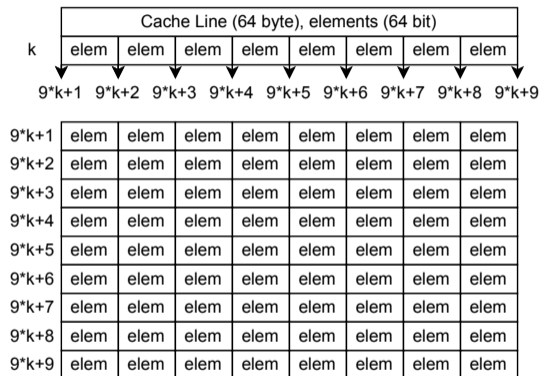 Cache Line (64 byte), elements (64 bit)
k elem elem elem elem elem elem elem elem
9*k+1 9*k+2 9*k+3 9*k+4 9*k+5 9*k+6 9*k+7 9*k+8 9*k+9
9*k+1 elem elem elem elem elem elem elem elem
9*k+2 elem elem elem elem elem elem elem elem
9*k+3 elem elem elem elem elem elem elem elem
9*k+4 elem elem elem elem elem elem elem elem
9*k+5 elem elem elem elem elem elem elem elem
9*k+6 elem elem elem elem elem elem elem elem
9*k+7 elem elem elem elem elem elem elem elem
9*k+8 elem elem elem elem elem elem elem elem
9*k+9 elem elem elem elem elem elem elem elem